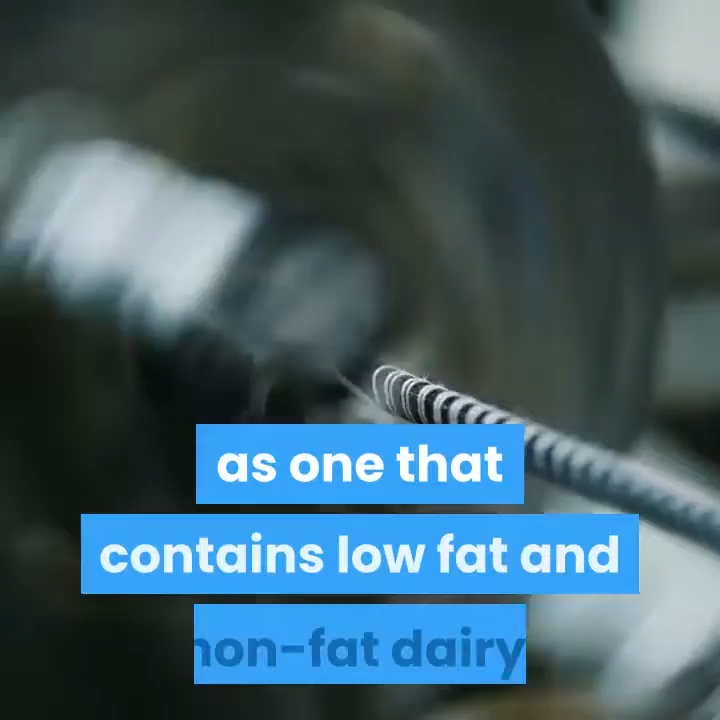 as one that
contains low fat and
non-fat dairy